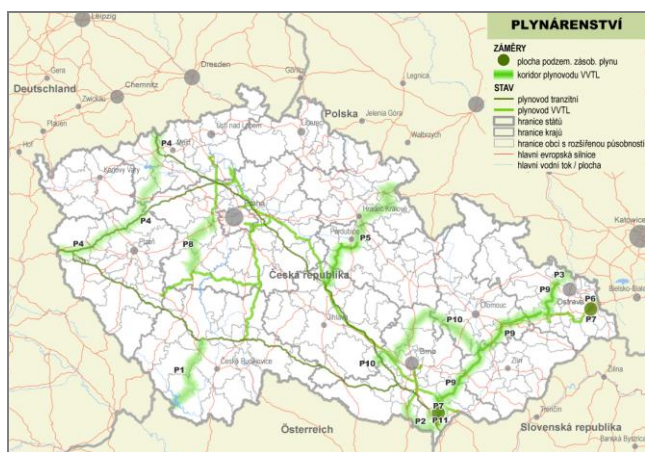 PLYNÁRENSTVÍ
ZÁMĚRY
plocha podzem. zásob. plynu
koridor plynovodu VVTL
STAV
plynovod tranzitní
plynovod VVTL
hranice států
hranice krajů
hranice obcí s rozšířenou působností
hlavní evropská silnice
hlavní vodní tok / plocha
Leipzig
Dresden
Gera
Görlitz
Legnica
Deutschland
Chemnitz
Zwickau
Polska
Jelenia Góra
Plauen
Wałbrzych
Hof
Ústí nad Labem
Liberec
P4
Most
Karlovy Vary
Praha
Hradec Králové
Katowice
P4
P4
Pardubice
P5
P8
Plzeň
Česká republika
P3
Olomouc
P9
Ostrava
P6
P7
Jihlava
P10
P9
P10
Brno
Zlín
P1
České Budějovice
P9
Žilina
P7
P2
P11
Trenčín
Österreich
Slovenská republika
Banská Bystrica